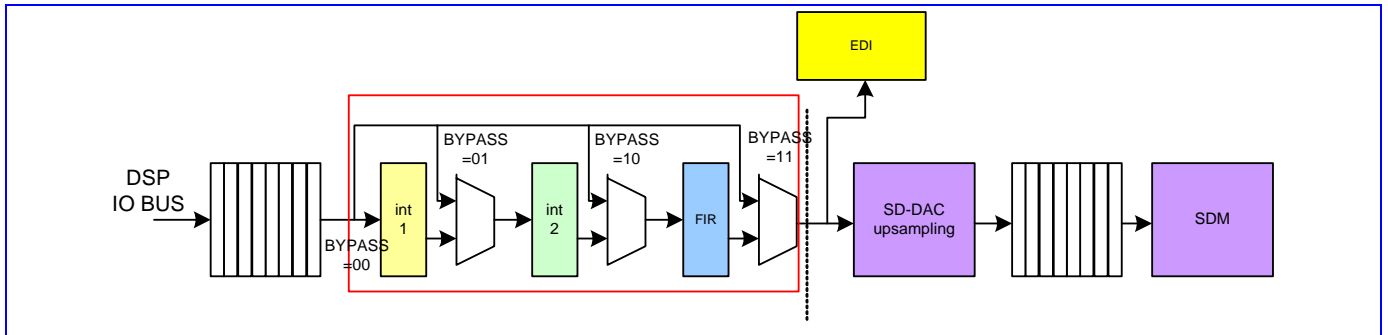 EDI
BYPASS
=01
BYPASS
=10
BYPASS
=11
DSP
IO BUS
int
1
int
2
FIR
SD-DAC
upsampling
SDM
BYPASS
=00